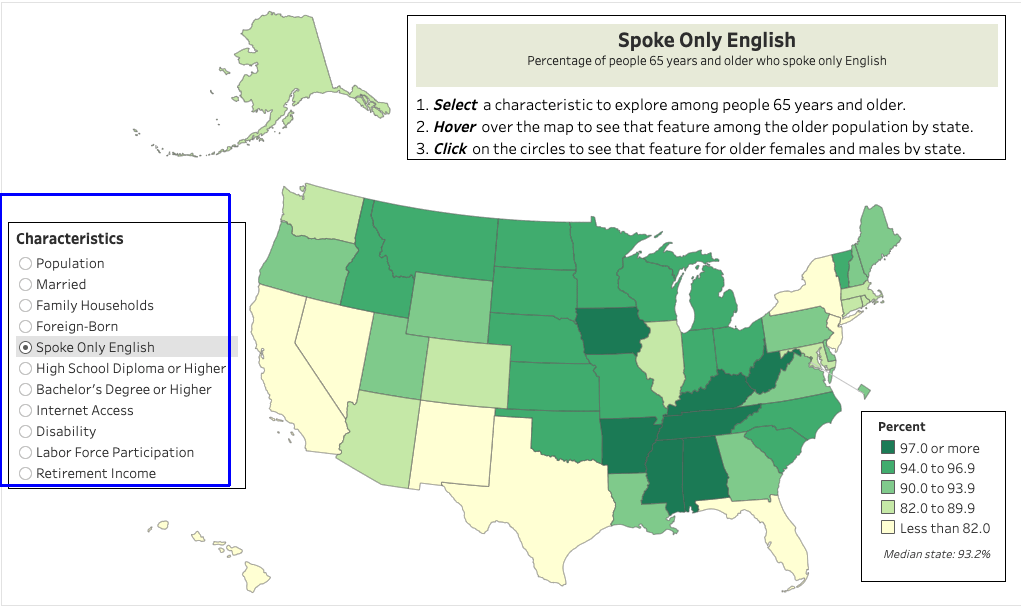 Spoke Only English
Percentage of people 65 years and older who spoke only English
1. Select a characteristic to explore among people 65 years and older.
2. Hover over the map to see that feature among the older population by state.
3. Click on the circles to see that feature for older females and males by state.
Characteristics
Population
Married
Family Households
Foreign-Born
Spoke Only English
High School Diploma or Higher
Bachelor's Degree or Higher
Internet Access
Disability
Labor Force Participation
Retirement Income
Percent
97.0 or more
94.0 to 96.9
90.0 to 93.9
82.0 to 89.9
Less than 82.0
Median state: 93.2%